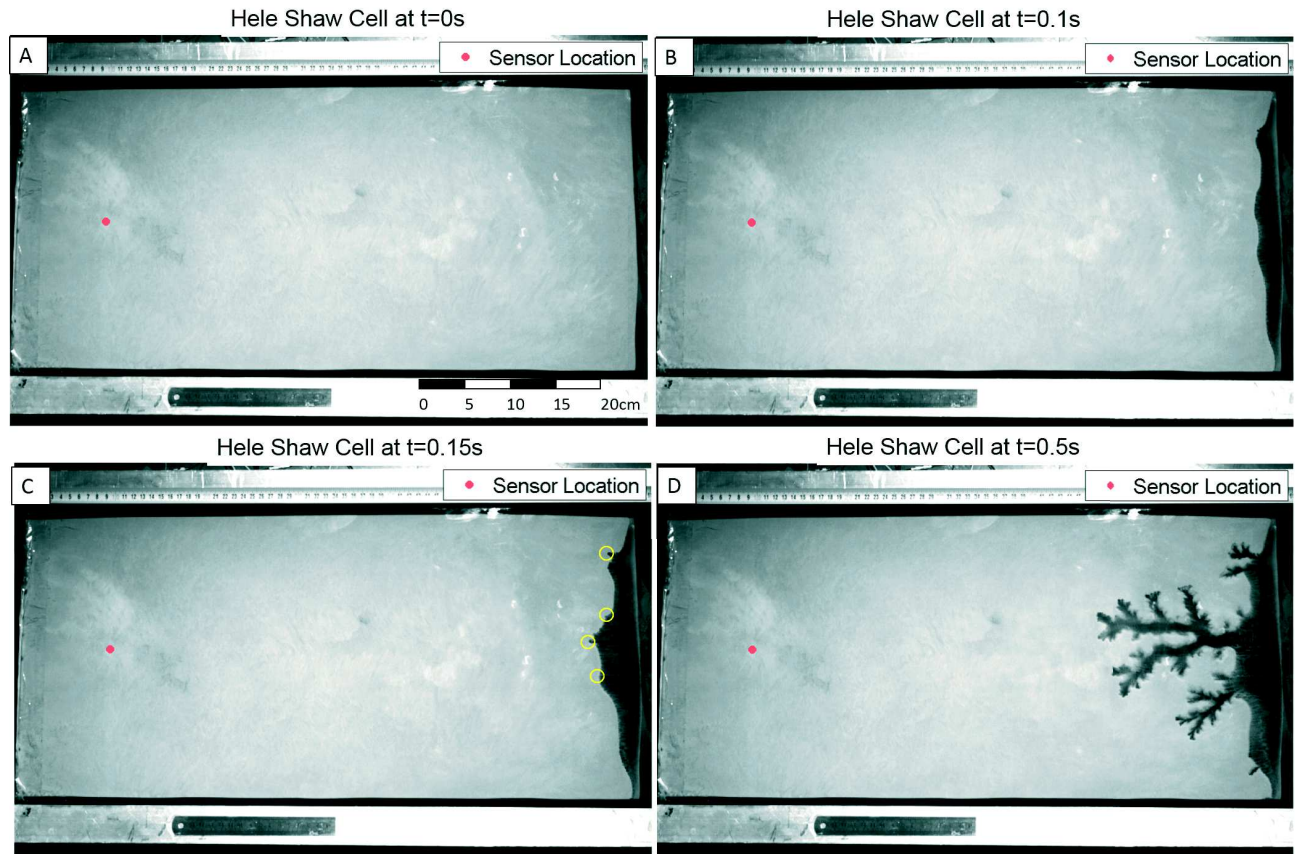 Hele Shaw Cell at t=0s
A
Sensor Location
0 5 10 15 20cm
Hele Shaw Cell at t=0.1s
B
Sensor Location
Hele Shaw Cell at t=0.15s
C
Sensor Location
Hele Shaw Cell at t=0.5s
D
Sensor Location